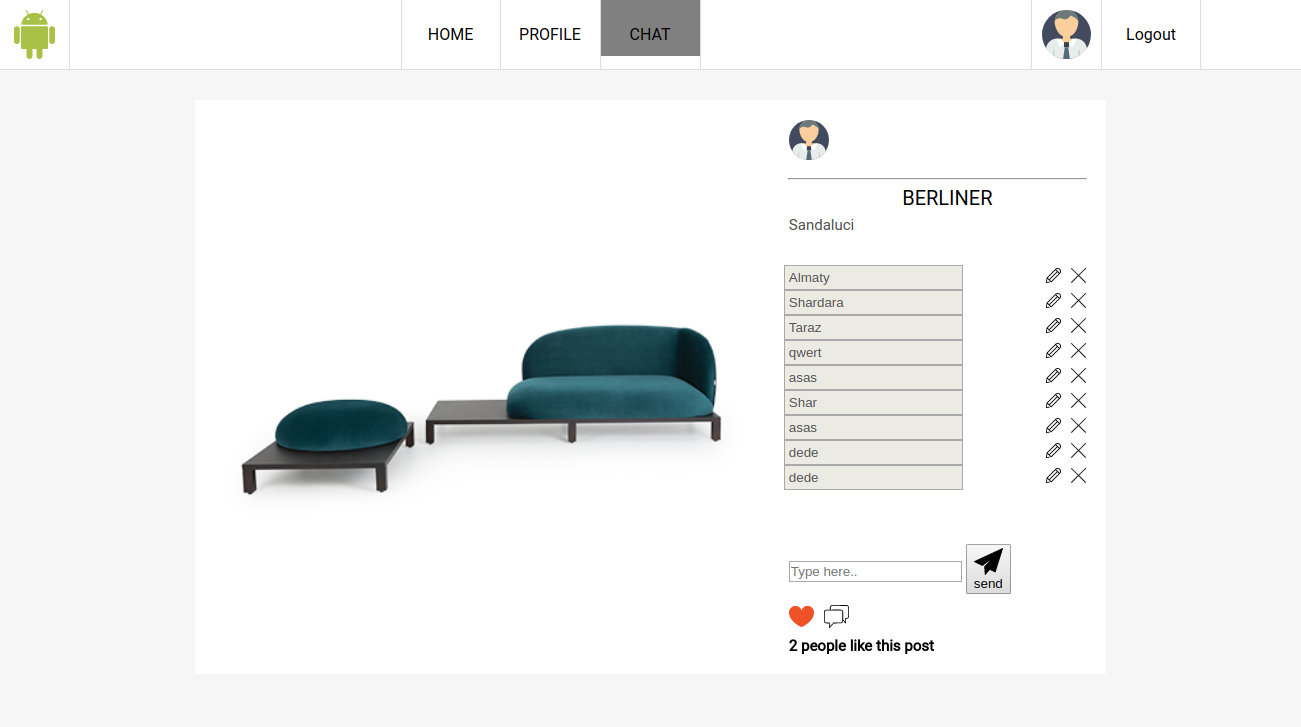 HOME
PROFILE
CHAT
Logout
BERLINER
Sandaluci
Almaty
Shardara
Taraz
qwert
asas
Shar
asas
dede
dede
Type here..
send
2 people like this post